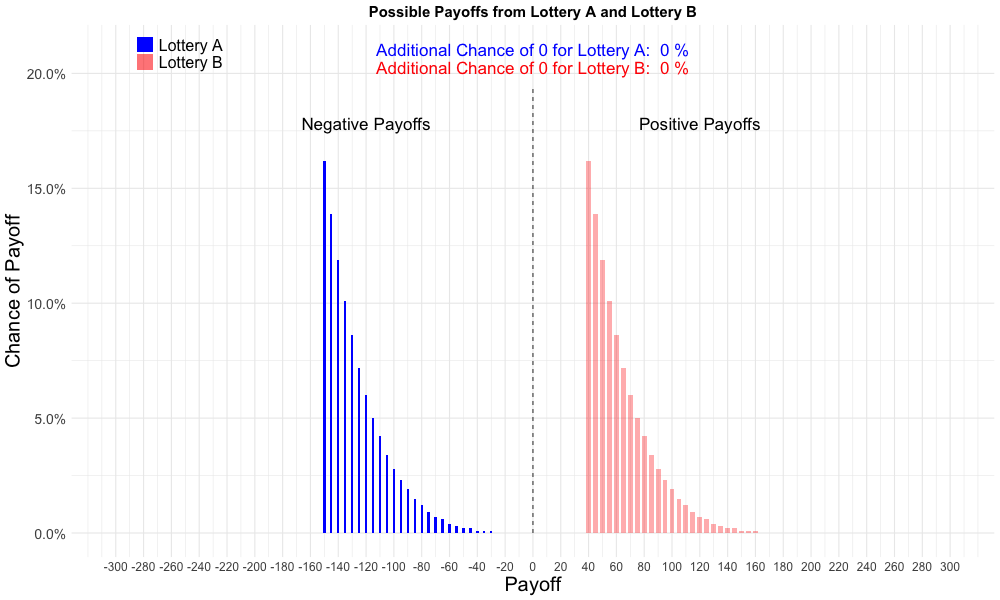 Possible Payoffs from Lottery A and Lottery B
Lottery A
Lottery B
Additional Chance of 0 for Lottery A:  0 %
Additional Chance of 0 for Lottery B:  0 %
Negative Payoffs
Positive Payoffs
Chance of Payoff
20.0%
15.0%
10.0%
5.0%
0.0%
-300 -280 -260 -240 -220 -200 -180 -160 -140 -120 -100 -80 -60 -40 -20 0 20 40 60 80 100 120 140 160 180 200 220 240 260 280 300
Payoff